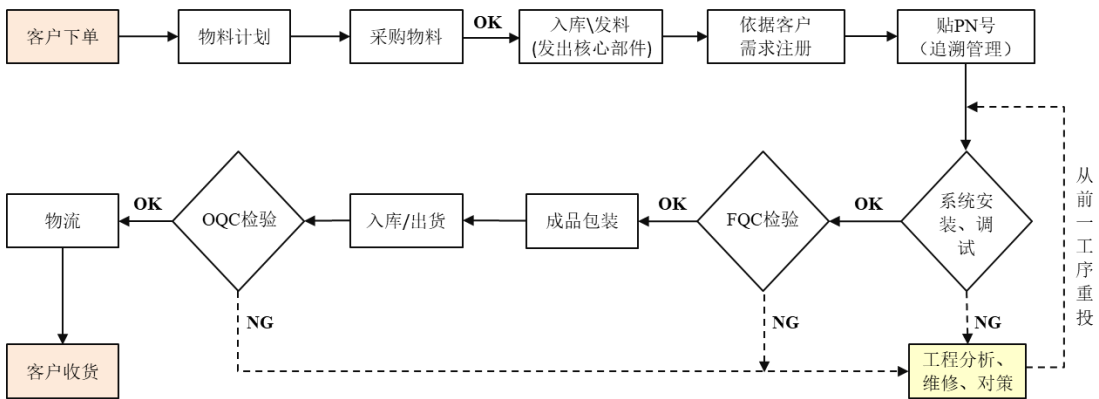 客户下单
物料计划
采购物料
OK
入库\发料
(发出核心部件)
依据客户
需求注册
贴PN号
（追溯管理）
物流
OK
OQC检验
入库/出货
成品包装
OK
FQC检验
OK
系统安
装、调
试
从
前
一
工
序
重
投
NG
NG
NG
客户收货
工程分析、
维修、对策